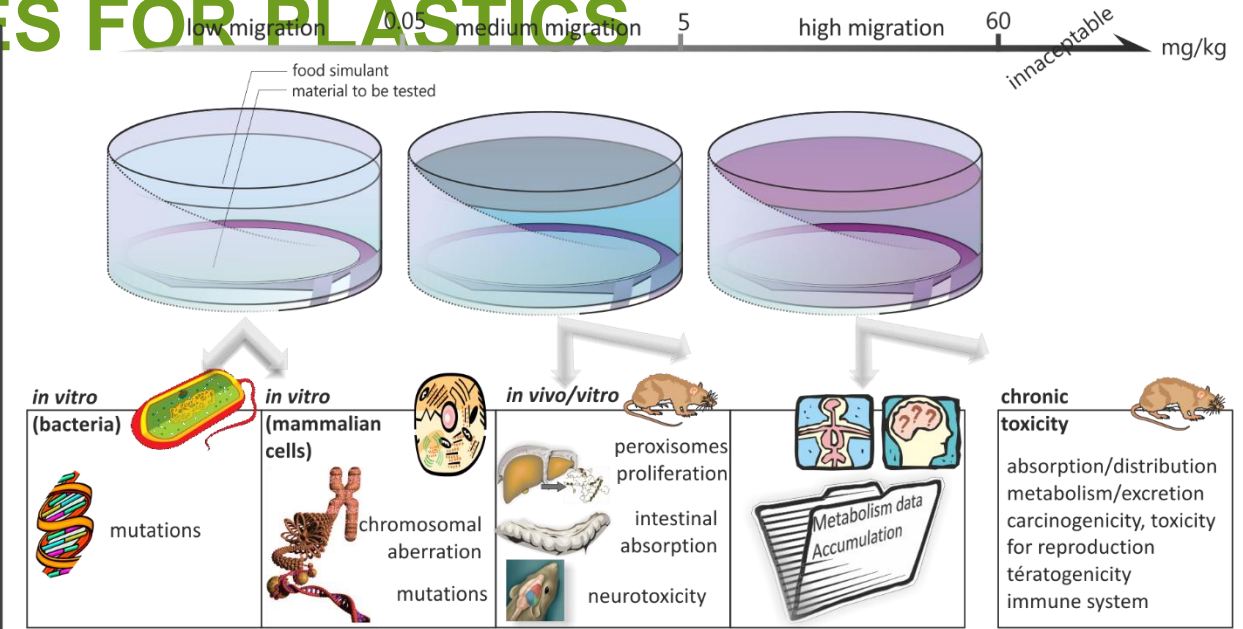 ES FOR PLASTICS
low migration 0.05 medium migration 5 high migration 60 innaceptable mg/kg
food simulant
material to be tested
in vitro
(bacteria)
mutations
in vitro
(mammalian
cells)
chromosomal
aberration
mutations
in vivo/vitro
peroxisomes
proliferation
intestinal
absorption
neurotoxicity
??
Metabolism data
Accumulation
chronic
toxicity
absorption/distribution
metabolism/excretion
carcinogenicity, toxicity
for reproduction
tératogenicity
immune system